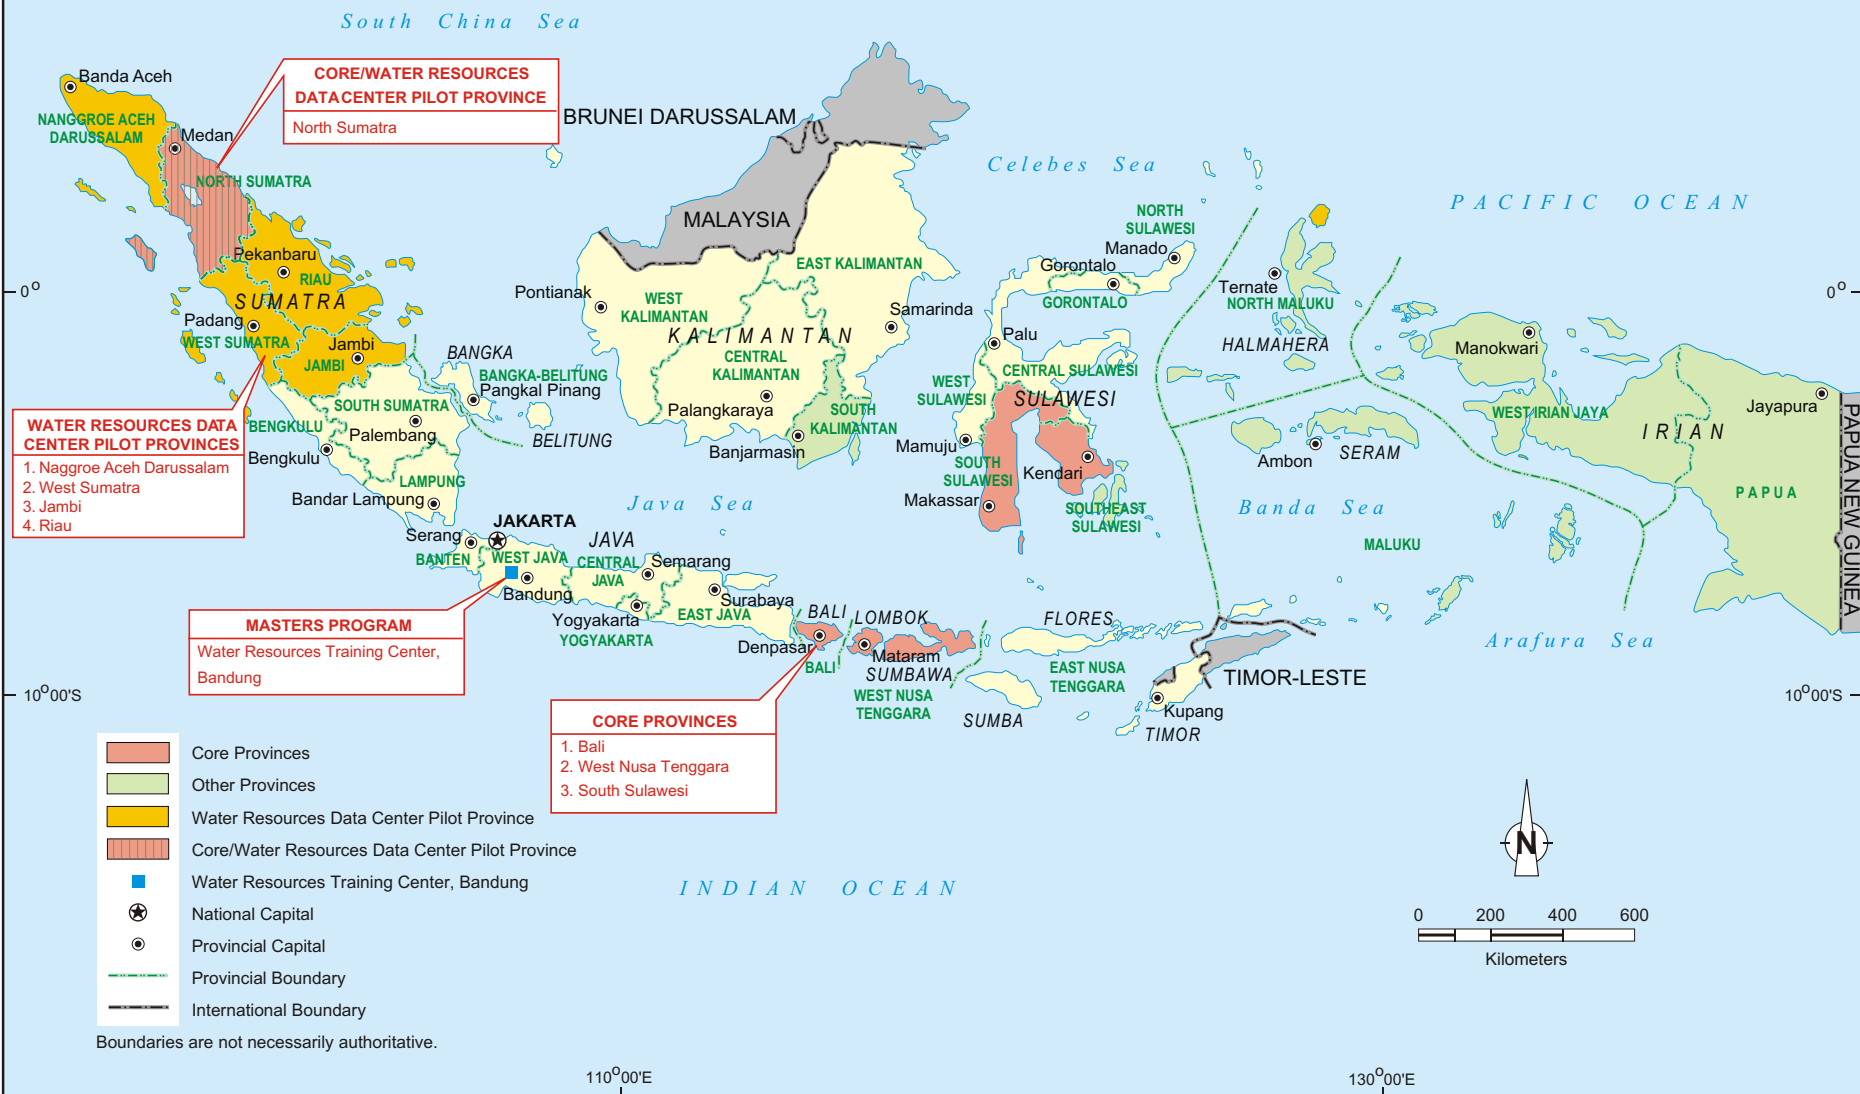 South China Sea
Banda Aceh
NANGGROE ACEH
DARUSSALAM
Medan
NORTH SUMATRA
CORE/WATER RESOURCES
DATACENTER PILOT PROVINCE
North Sumatra
BRUNEI DARUSSALAM
MALAYSIA
Celebes Sea
PACIFIC OCEAN
NORTH
SULAWESI
Manado
Gorontalo
GORONTALO
Pekanbaru
RIAU
SUMATRA
Padang
WEST SUMATRA
Jambi
JAMBI
0°
0°
Pontianak
WEST
KALIMANTAN
EAST KALIMANTAN
Samarinda
KALIMANTAN
CENTRAL
KALIMANTAN
Palangkaraya
SOUTH
KALIMANTAN
Banjarmasin
BANGKA
BANGKA-BELITUNG
Pangkal Pinang
BELITUNG
SOUTH SUMATRA
Palembang
BENGKULU
Bengkulu
LAMPUNG
Bandar Lampung
Palu
CENTRAL SULAWESI
WEST
SULAWESI
SULAWESI
Mamuju
SOUTH
SULAWESI
Makassar
Kendari
SOUTHEAST
SULAWESI
Ternate
NORTH MALUKU
HALMAHERA
Manokwari
WEST IRIAN JAYA
IRIAN
Jayapura
PAPUA
PAPUA NEW GUINEA
Ambon
SERAM
Banda Sea
MALUKU
Arafura Sea
WATER RESOURCES DATA
CENTER PILOT PROVINCES
1. Naggroe Aceh Darussalam
2. West Sumatra
3. Jambi
4. Riau
Java Sea
JAKARTA
Serang
BANTEN
WEST JAVA
Bandung
JAVA
CENTRAL
JAVA
Semarang
Yogyakarta
YOGYAKARTA
Surabaya
EAST JAVA
BALI
Denpasar
BALI
LOMBOK
Mataram
SUMBAWA
WEST NUSA
TENGGARA
FLORES
EAST NUSA
TENGGARA
SUMBA
TIMOR-LESTE
Kupang
TIMOR
MASTERS PROGRAM
Water Resources Training Center,
Bandung
10°00'S
10°00'S
CORE PROVINCES
1. Bali
2. West Nusa Tenggara
3. South Sulawesi
INDIAN OCEAN
Core Provinces
Other Provinces
Water Resources Data Center Pilot Province
Core/Water Resources Data Center Pilot Province
Water Resources Training Center, Bandung
National Capital
Provincial Capital
Provincial Boundary
International Boundary
Boundaries are not necessarily authoritative.
N
0 200 400 600
Kilometers
110°00'E
130°00'E